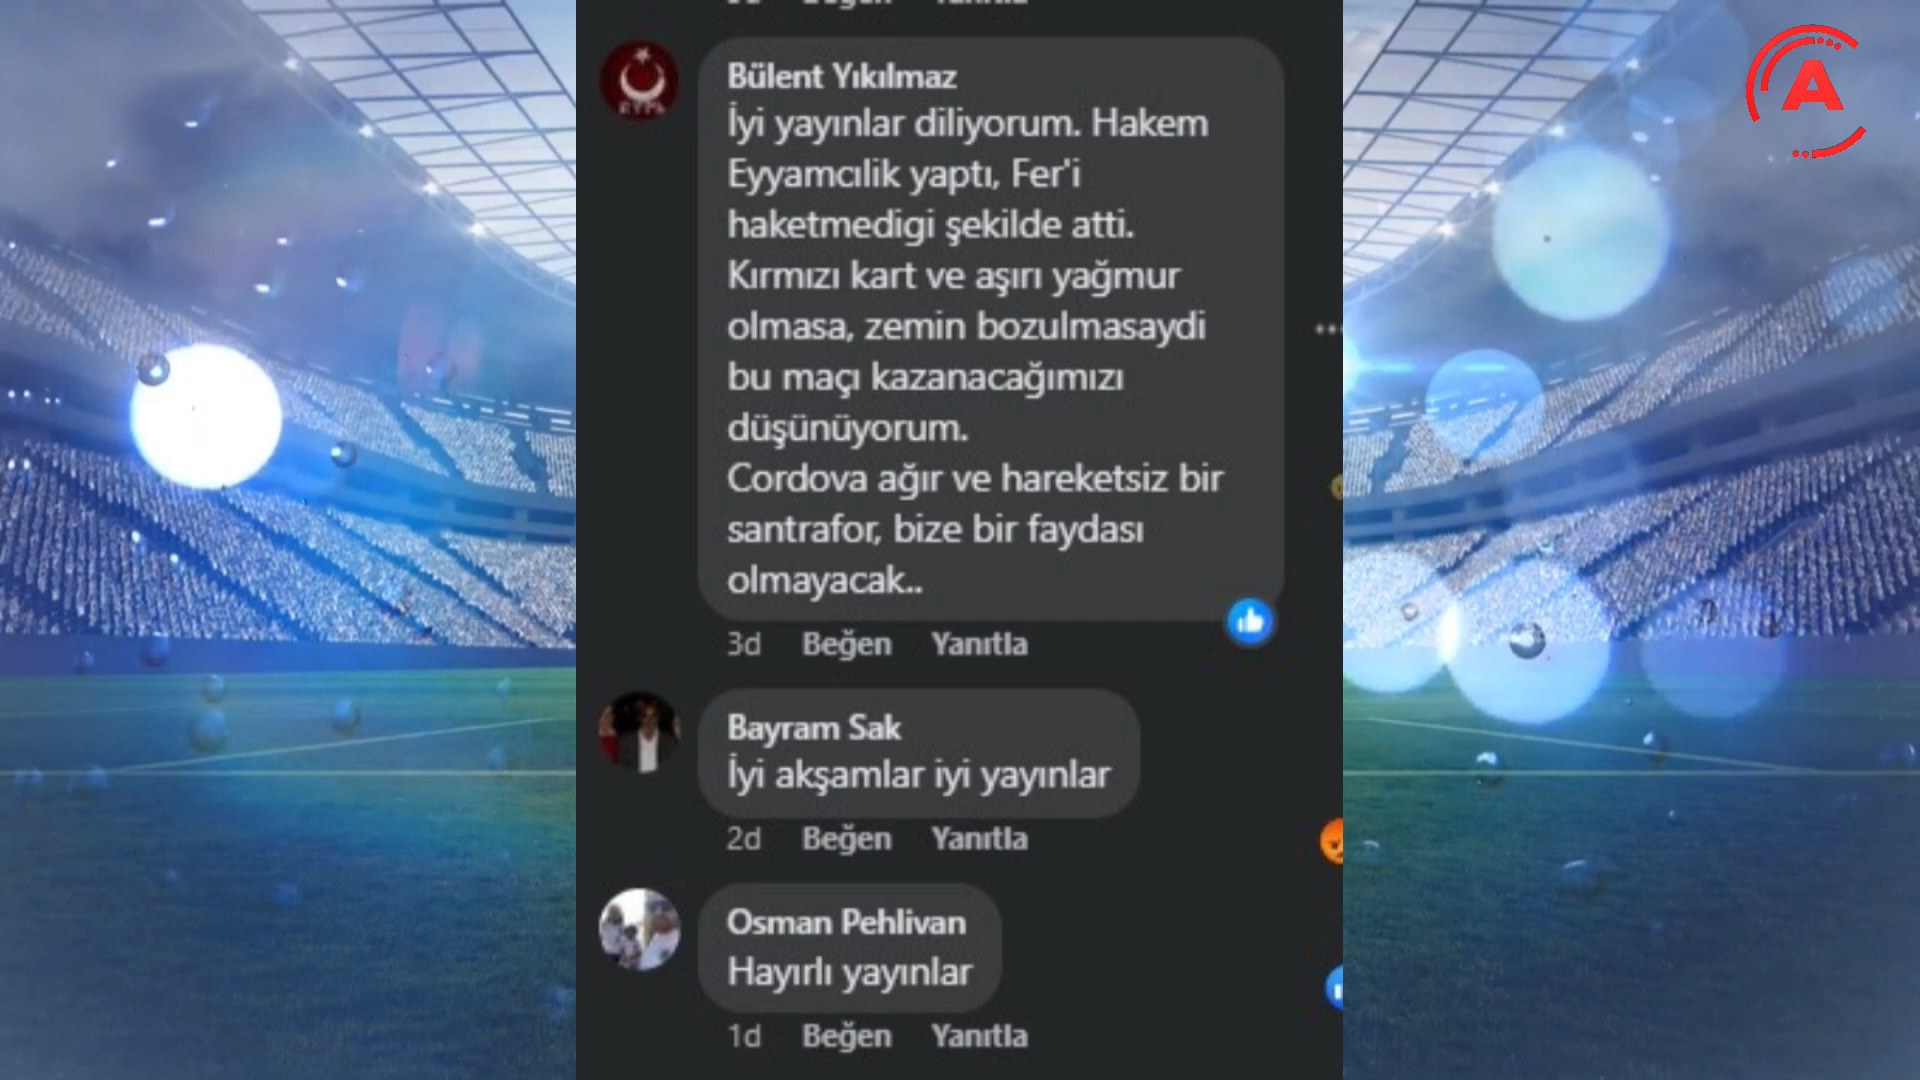 Bülent Yıkılmaz
İyi yayınlar diliyorum. Hakem
Eyyamcılik yaptı, Fer'i
haketmedigi şekilde atti.
Kırmızı kart ve aşırı yağmur
olmasa, zemin bozulmasaydi
bu maçı kazanacağımızı
düşünüyorum.
Cordova ağır ve hareketsiz bir
santrafor, bize bir faydası
olmayacak..
3d Beğen Yanıtla
Bayram Sak
İyi akşamlar iyi yayınlar
2d Beğen Yanıtla
Osman Pehlivan
Hayırlı yayınlar
1d Beğen Yanıtla
A